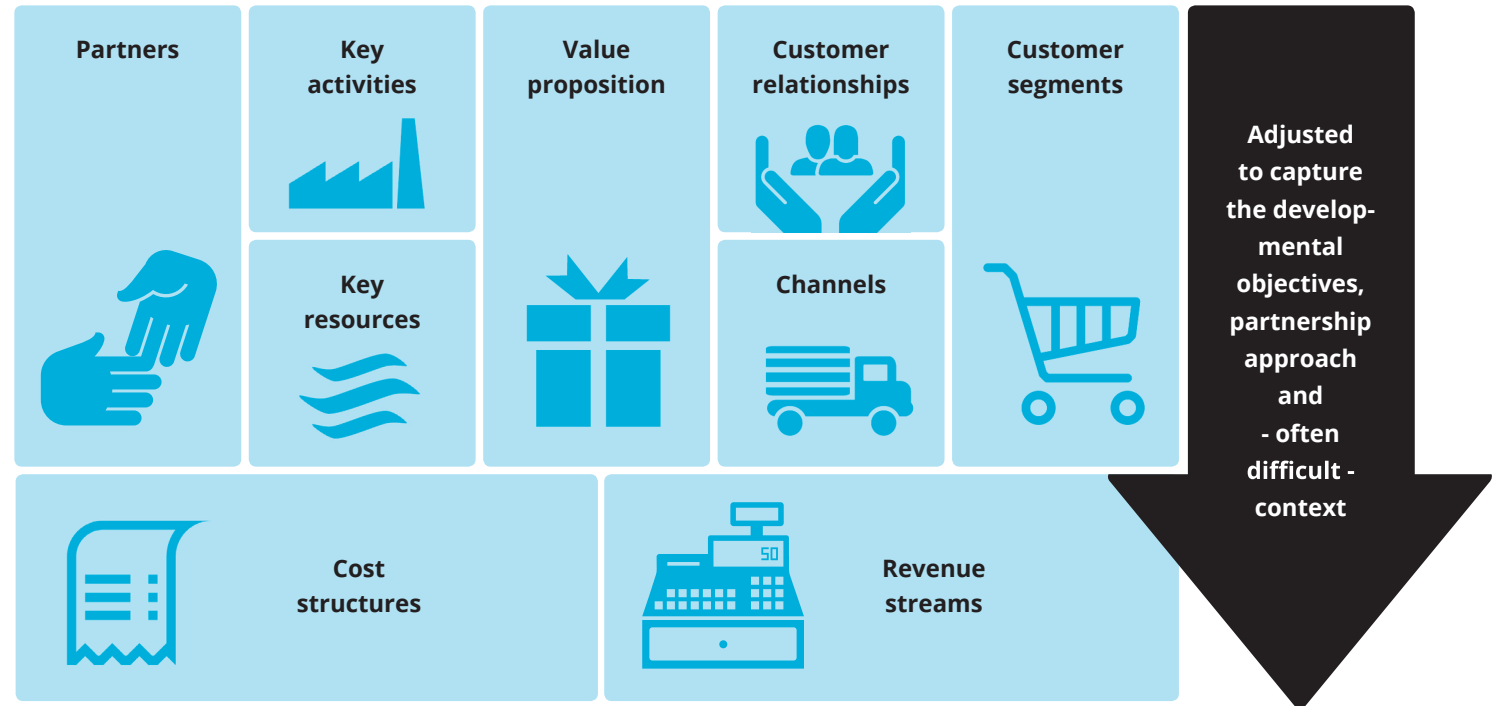 Partners
Key
activities
Value
proposition
Customer
relationships
Customer
segments
Key
resources
Channels
Cost
structures
50
Revenue
streams
Adjusted
to capture
the develop-
mental
objectives,
partnership
approach
and
- often
difficult -
context